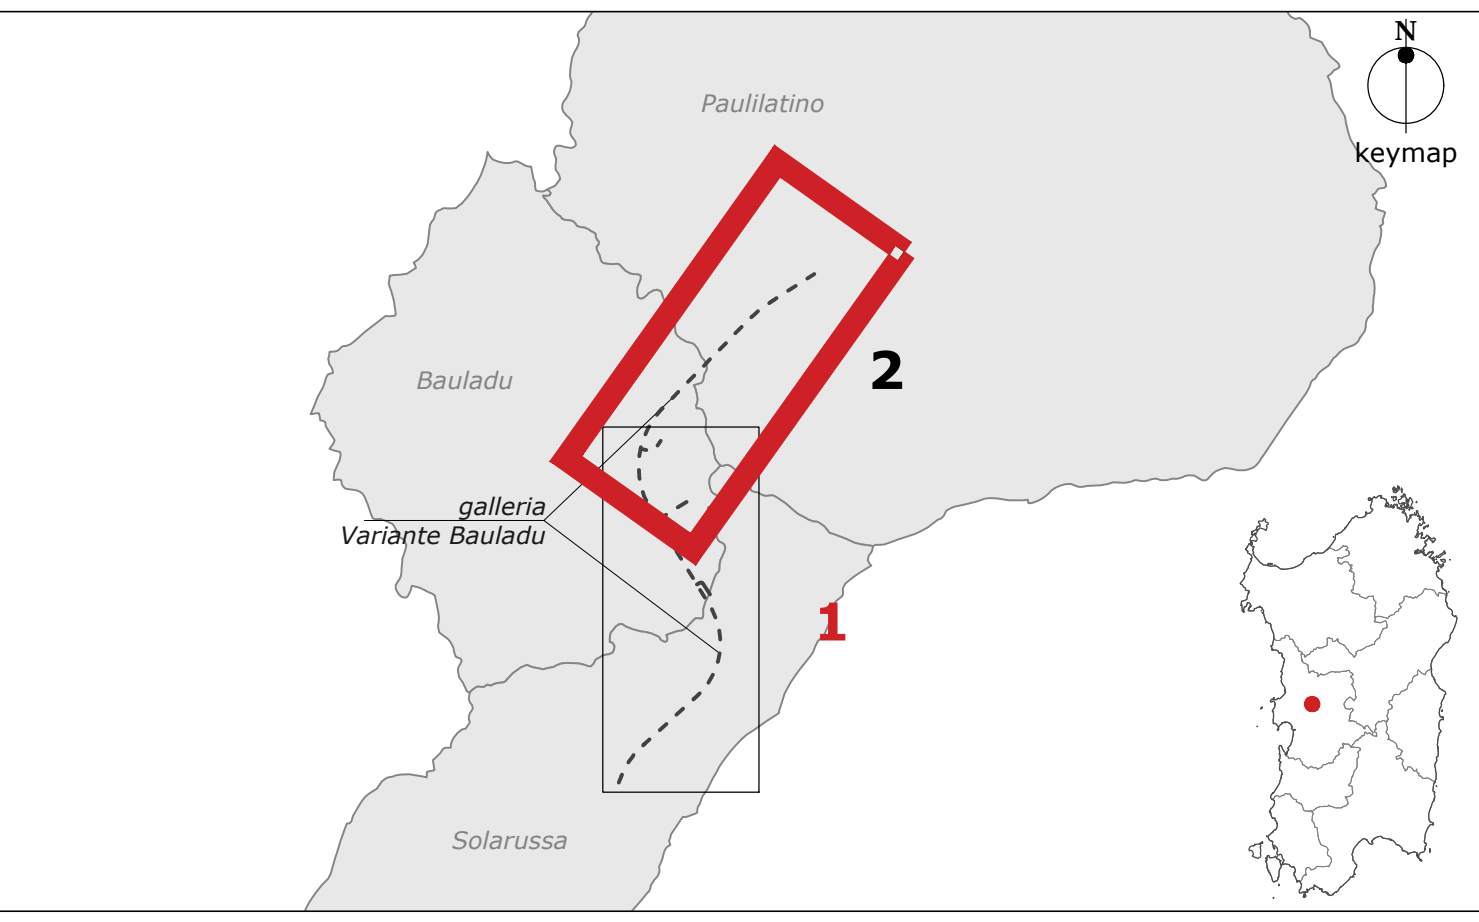 N
keymap
Paulilatino
2
Bauladu
galleria
Variante Bauladu
1
Solarussa